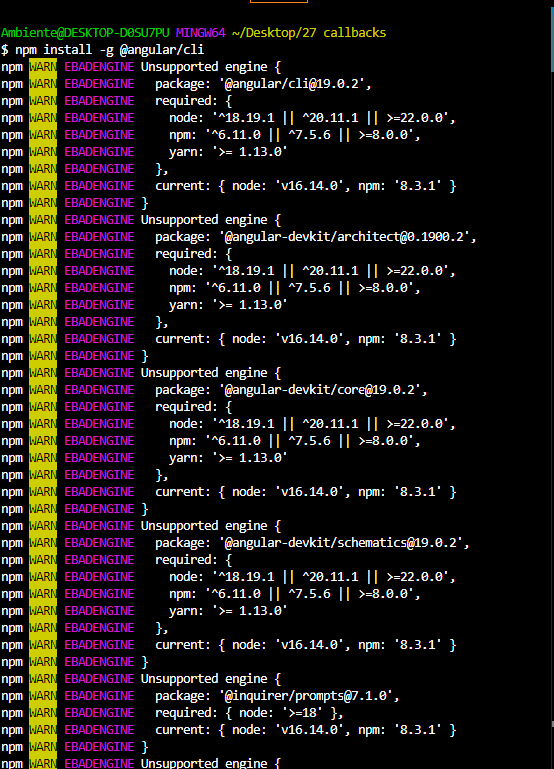 Ambiente@DESKTOP-D0SU7PU MINGW64 ~/Desktop/27 callbacks
$ npm install -g @angular/cli
npm WARN EBADENGINE Unsupported engine {
npm WARN EBADENGINE   package: '@angular/cli@19.0.2',
npm WARN EBADENGINE   required: {
npm WARN EBADENGINE     node: '^18.19.1 || ^20.11.1 || >=22.0.0',
npm WARN EBADENGINE     npm: '^6.11.0 || ^7.5.6 || >=8.0.0',
npm WARN EBADENGINE     yarn: '>= 1.13.0'
npm WARN EBADENGINE   },
npm WARN EBADENGINE   current: { node: 'v16.14.0', npm: '8.3.1' }
npm WARN EBADENGINE }
npm WARN EBADENGINE Unsupported engine {
npm WARN EBADENGINE   package: '@angular-devkit/architect@0.1900.2',
npm WARN EBADENGINE   required: {
npm WARN EBADENGINE     node: '^18.19.1 || ^20.11.1 || >=22.0.0',
npm WARN EBADENGINE     npm: '^6.11.0 || ^7.5.6 || >=8.0.0',
npm WARN EBADENGINE     yarn: '>= 1.13.0'
npm WARN EBADENGINE   },
npm WARN EBADENGINE   current: { node: 'v16.14.0', npm: '8.3.1' }
npm WARN EBADENGINE }
npm WARN EBADENGINE Unsupported engine {
npm WARN EBADENGINE   package: '@angular-devkit/core@19.0.2',
npm WARN EBADENGINE   required: {
npm WARN EBADENGINE     node: '^18.19.1 || ^20.11.1 || >=22.0.0',
npm WARN EBADENGINE     npm: '^6.11.0 || ^7.5.6 || >=8.0.0',
npm WARN EBADENGINE     yarn: '>= 1.13.0'
npm WARN EBADENGINE   },
npm WARN EBADENGINE   current: { node: 'v16.14.0', npm: '8.3.1' }
npm WARN EBADENGINE }
npm WARN EBADENGINE Unsupported engine {
npm WARN EBADENGINE   package: '@angular-devkit/schematics@19.0.2',
npm WARN EBADENGINE   required: {
npm WARN EBADENGINE     node: '^18.19.1 || ^20.11.1 || >=22.0.0',
npm WARN EBADENGINE     npm: '^6.11.0 || ^7.5.6 || >=8.0.0',
npm WARN EBADENGINE     yarn: '>= 1.13.0'
npm WARN EBADENGINE   },
npm WARN EBADENGINE   current: { node: 'v16.14.0', npm: '8.3.1' }
npm WARN EBADENGINE }
npm WARN EBADENGINE Unsupported engine {
npm WARN EBADENGINE   package: '@inquirer/prompts@7.1.0',
npm WARN EBADENGINE   required: { node: '>=18' },
npm WARN EBADENGINE   current: { node: 'v16.14.0', npm: '8.3.1' }
npm WARN EBADENGINE }
npm WARN EBADENGINE Unsupported engine {